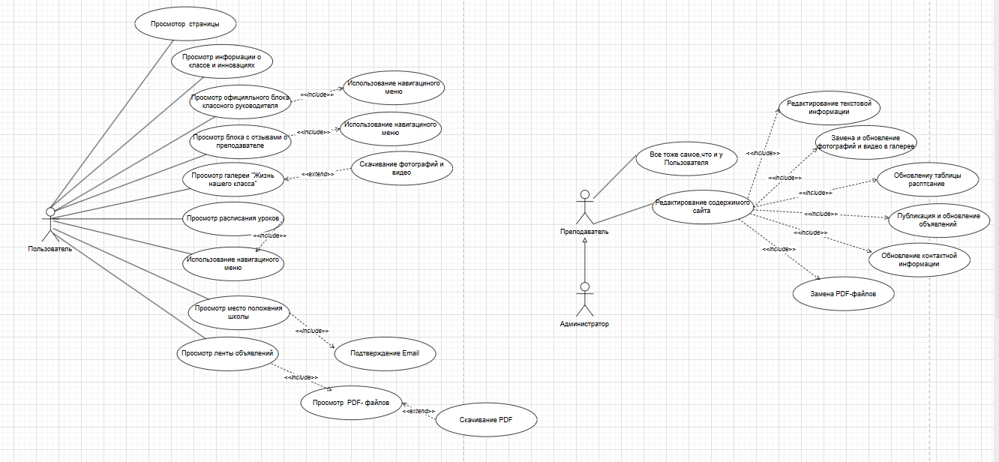 Просмотор страницы
Просмотр информации о
классе и инновациях
Просмотр официяльного блока
классного руководителя
<<include>>
Использование навигациного
меню
Просмотр блока с отзывами о
преподавателе
<<include>>
Использование навигациного
меню
Просмотр галереи "Жизнь
нашего класса"
<<extend>>
Скачивание фотографий и
видео
Просмотр расписания уроков
<<include>>
Использование навигациного
меню
Пользователь
Просмотр место положения
школы
<<include>>
Подтверждение Email
Просмотр ленты объявлений
<<include>>
Просмотр PDF- файлов
<<extend>>
Скачивание PDF
Все тоже самое,что и у
Пользователя
Преподаватель
Редактирование содержимого
сайта
Администратор
<<include>>
Редактирование текстовой
информации
<<include>>
Замена и обновление
фотографий и видео в галерее
<<include>>
Обновлениу таблицы
расптсание
<<include>>
Публикация и обновление
объявлений
<<include>>
Обновление контактной
информации
<<include>>
Замена PDF-файлов